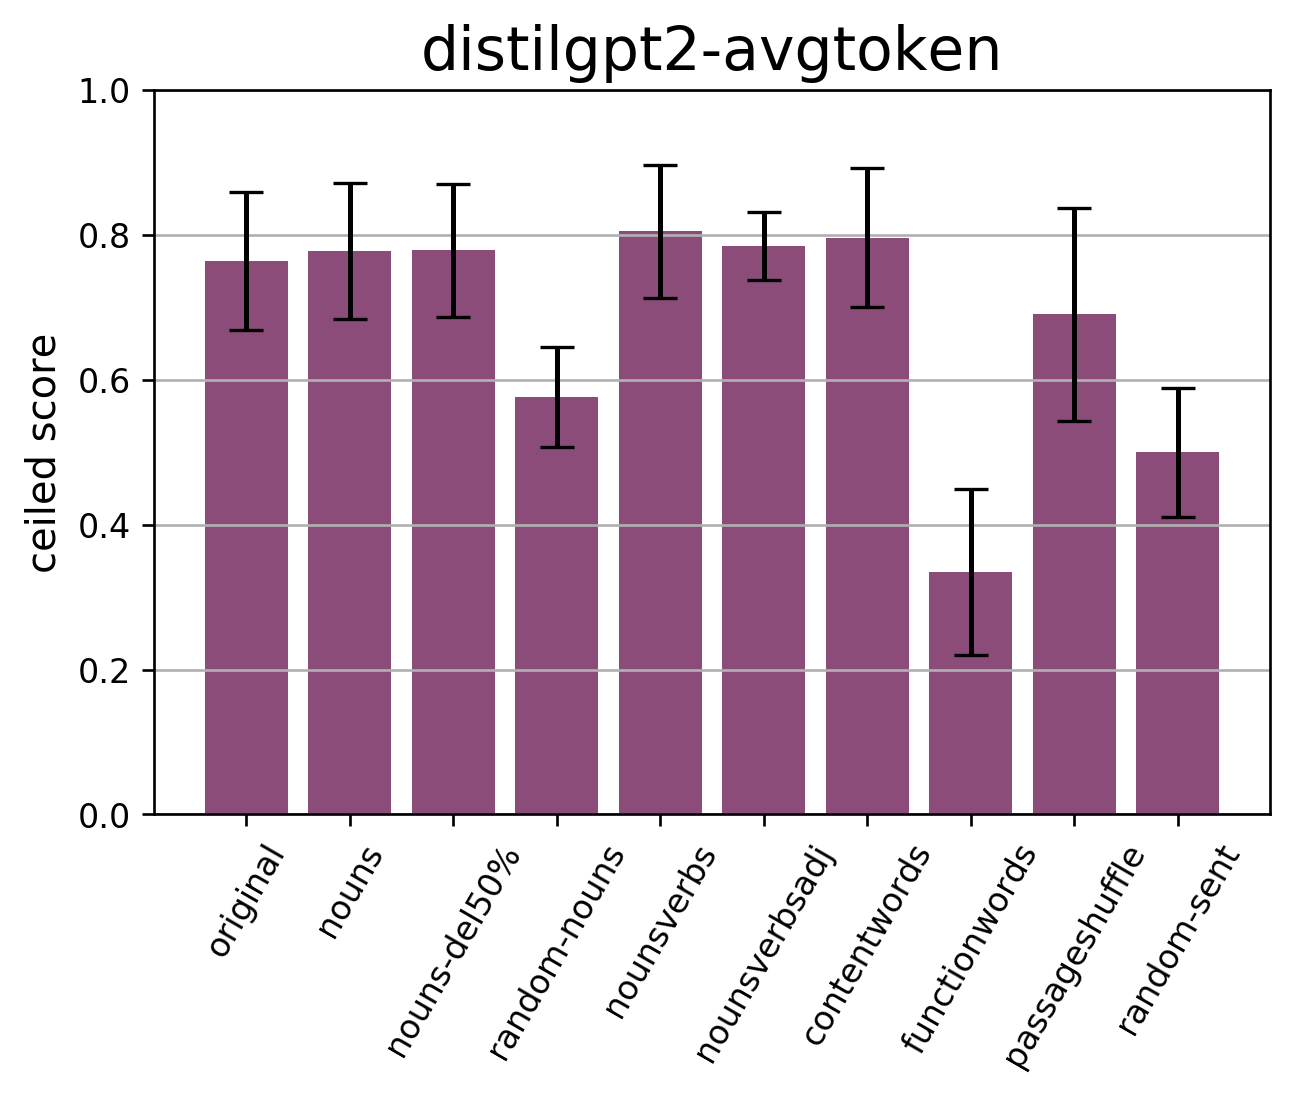 distilgpt2-avgtoken
1.0
0.8
0.6
0.4
0.2
0.0
ceiled score
original
nouns
nouns-del50%
random-nouns
nounsverbs
nounsverbsadj
contentwords
functionwords
passageshuffle
random-sent